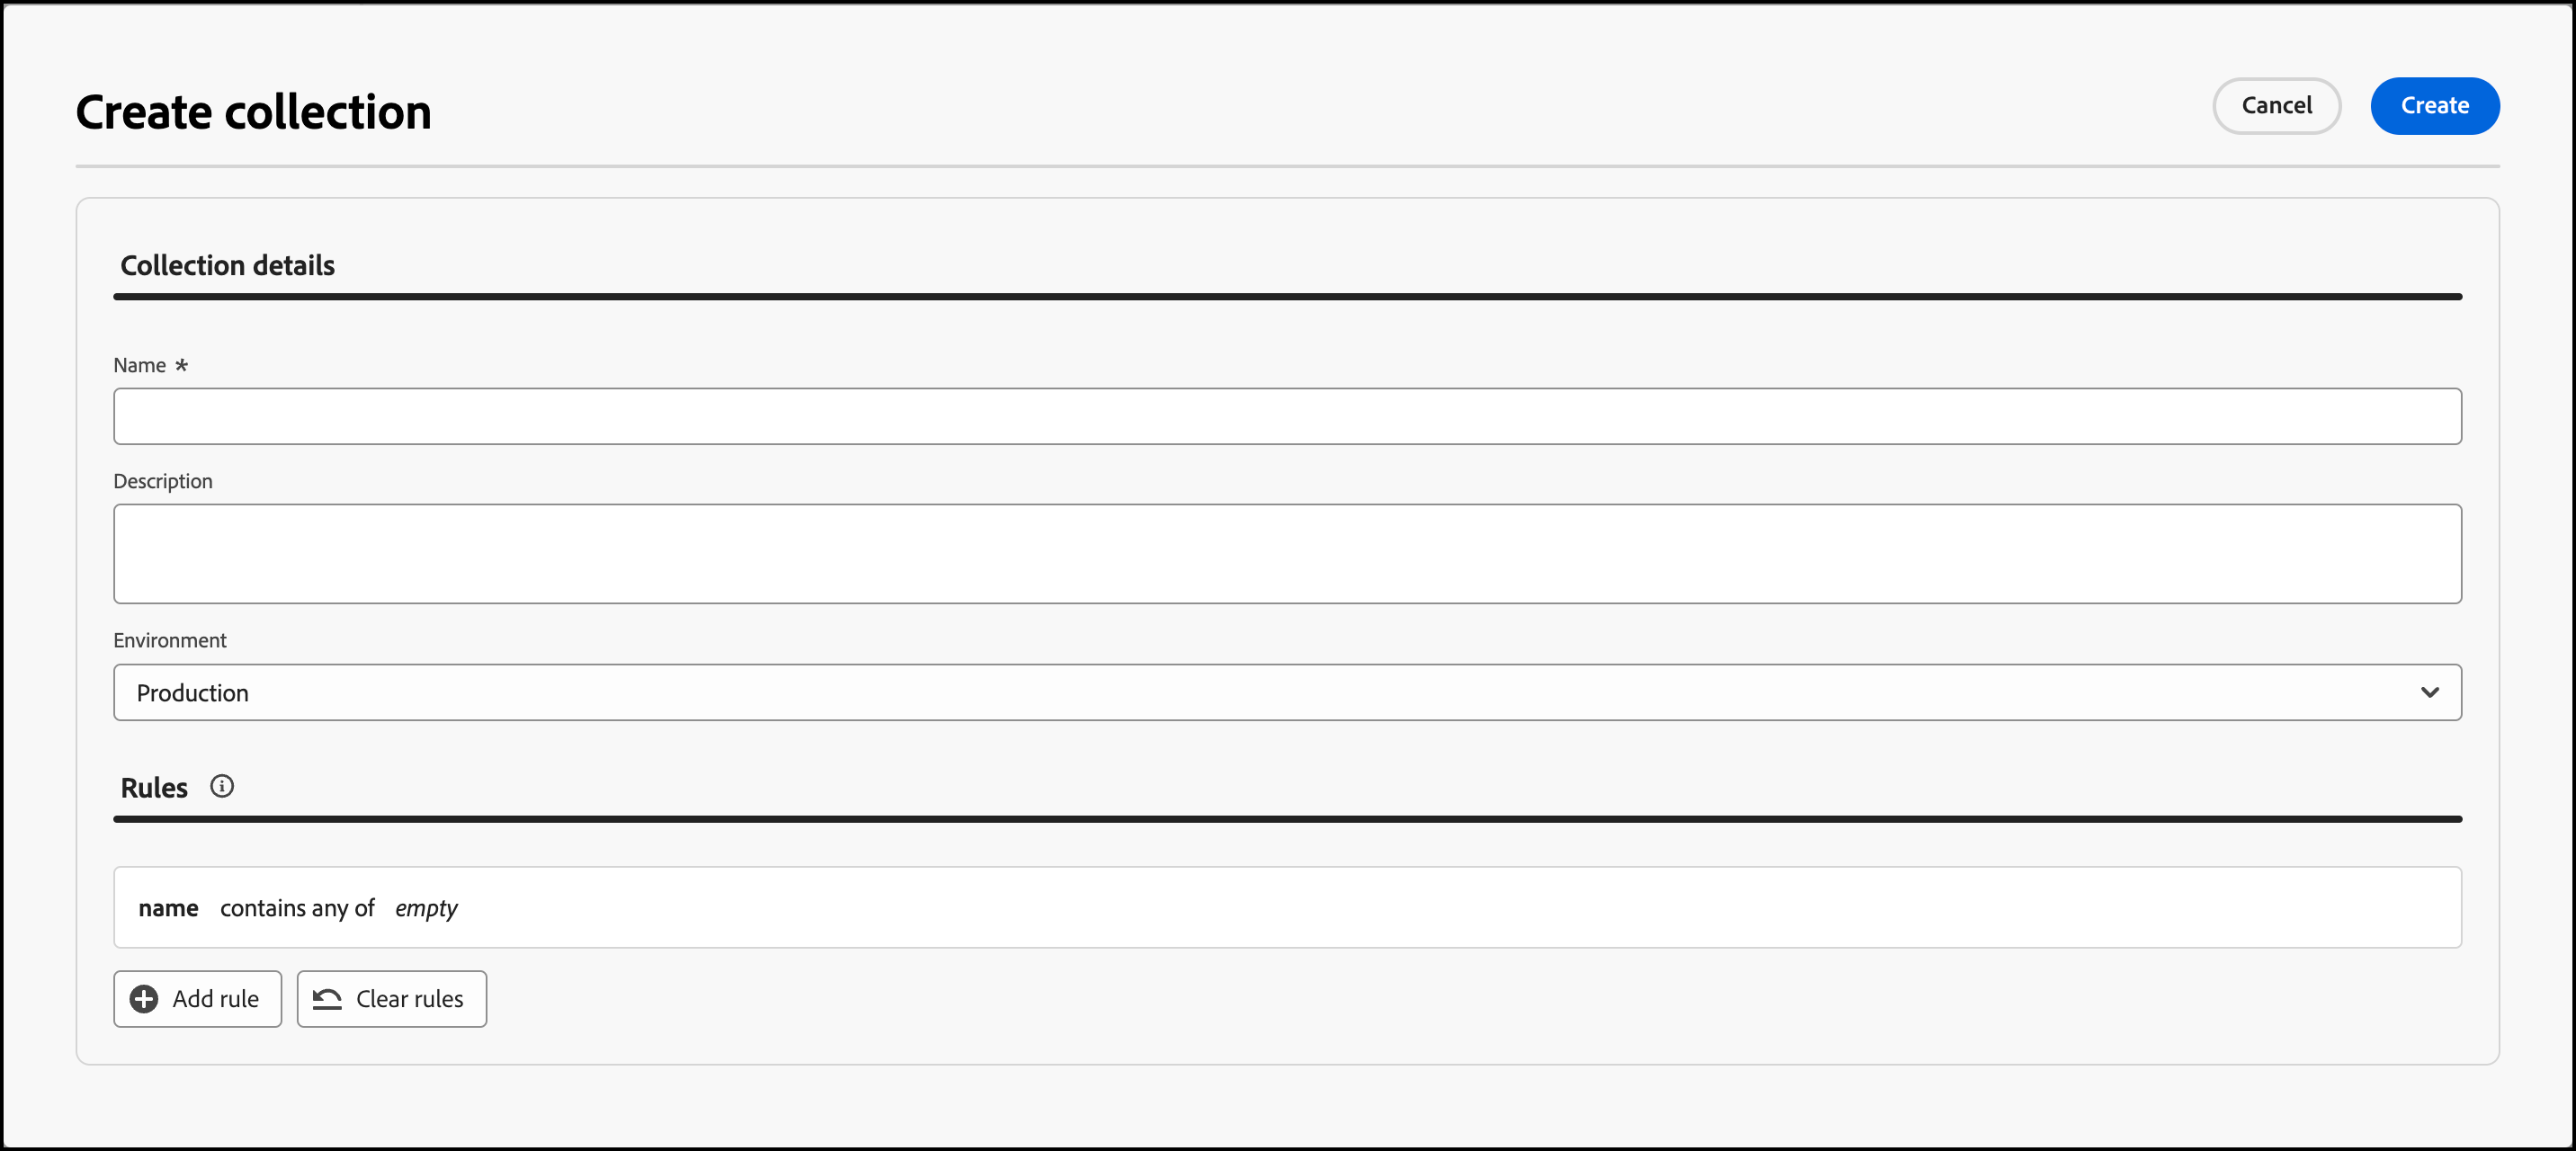 Create collection
Cancel
Create
Collection details
Name *
Description
Environment
Production
Rules
name contains any of empty
Add rule
Clear rules